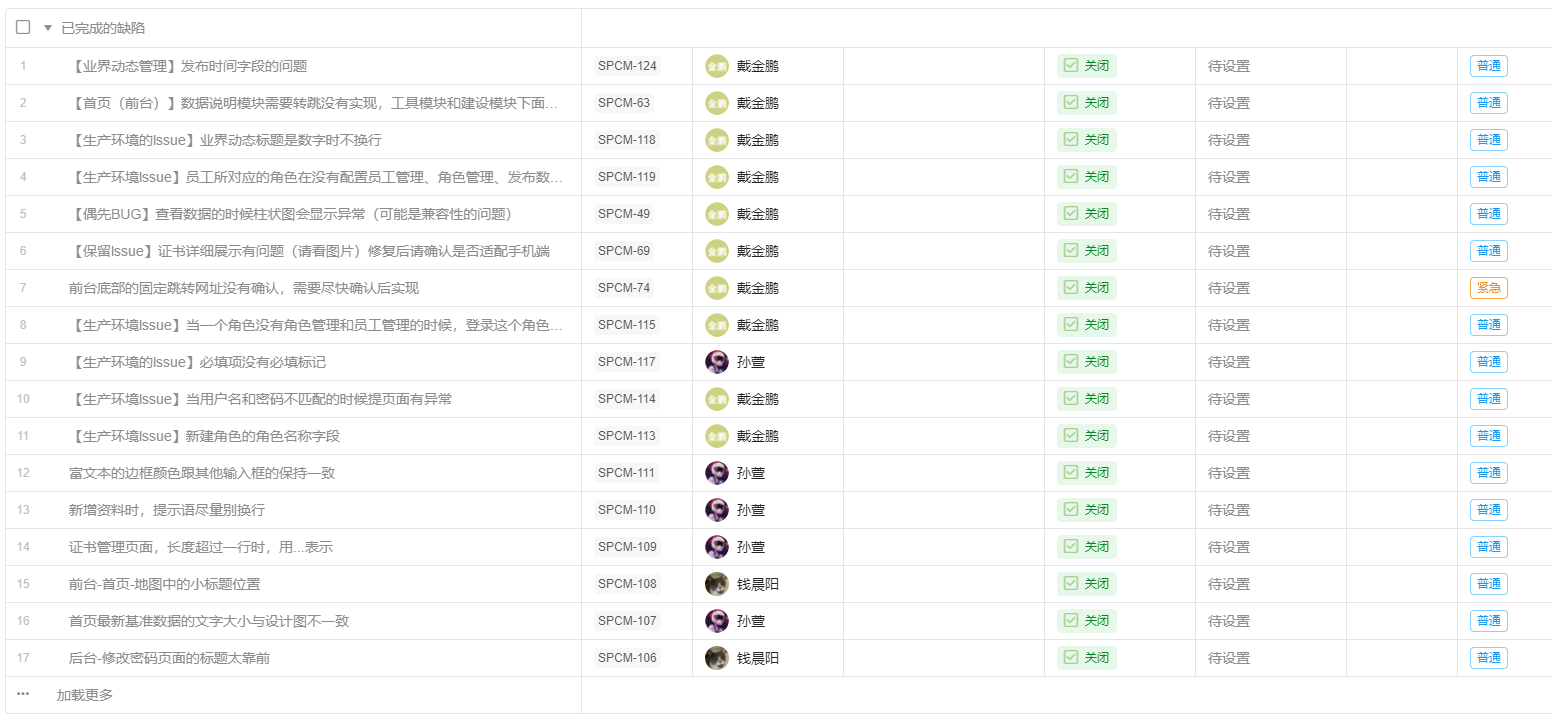 已完成的缺陷
1 【业界动态管理】发布时间字段的问题 SPCM-124 金鹏 戴金鹏 关闭 待设置 普通
2 【首页（前台）】数据说明模块需要转跳没有实现，工具模块和建设模块下面... SPCM-63 金鹏 戴金鹏 关闭 待设置 普通
3 【生产环境的Issue】业界动态标题是数字时不换行 SPCM-118 金鹏 戴金鹏 关闭 待设置 普通
4 【生产环境Issue】员工所对应的角色在没有配置员工管理、角色管理、发布数... SPCM-119 金鹏 戴金鹏 关闭 待设置 普通
5 【偶先BUG】查看数据的时候柱状图会显示异常（可能是兼容性的问题） SPCM-49 金鹏 戴金鹏 关闭 待设置 普通
6 【保留Issue】证书详细展示有问题（请看图片）修复后请确认是否适配手机端 SPCM-69 金鹏 戴金鹏 关闭 待设置 普通
7 前台底部的固定跳转网址没有确认，需要尽快确认后实现 SPCM-74 金鹏 戴金鹏 关闭 待设置 紧急
8 【生产环境Issue】当一个角色没有角色管理和员工管理的时候，登录这个角色... SPCM-115 金鹏 戴金鹏 关闭 待设置 普通
9 【生产环境的Issue】必填项没有必填标记 SPCM-117 孙萱 关闭 待设置 普通
10 【生产环境Issue】当用户名和密码不匹配的时候提页面有异常 SPCM-114 金鹏 戴金鹏 关闭 待设置 普通
11 【生产环境Issue】新建角色的角色名称字段 SPCM-113 金鹏 戴金鹏 关闭 待设置 普通
12 富文本的边框颜色跟其他输入框的保持一致 SPCM-111 孙萱 关闭 待设置 普通
13 新增资料时，提示语尽量别换行 SPCM-110 孙萱 关闭 待设置 普通
14 证书管理页面，长度超过一行时，用...表示 SPCM-109 孙萱 关闭 待设置 普通
15 前台-首页-地图中的小标题位置 SPCM-108 钱晨阳 关闭 待设置 普通
16 首页最新基准数据的文字大小与设计图不一致 SPCM-107 孙萱 关闭 待设置 普通
17 后台-修改密码页面的标题太靠前 SPCM-106 钱晨阳 关闭 待设置 普通
... 加载更多